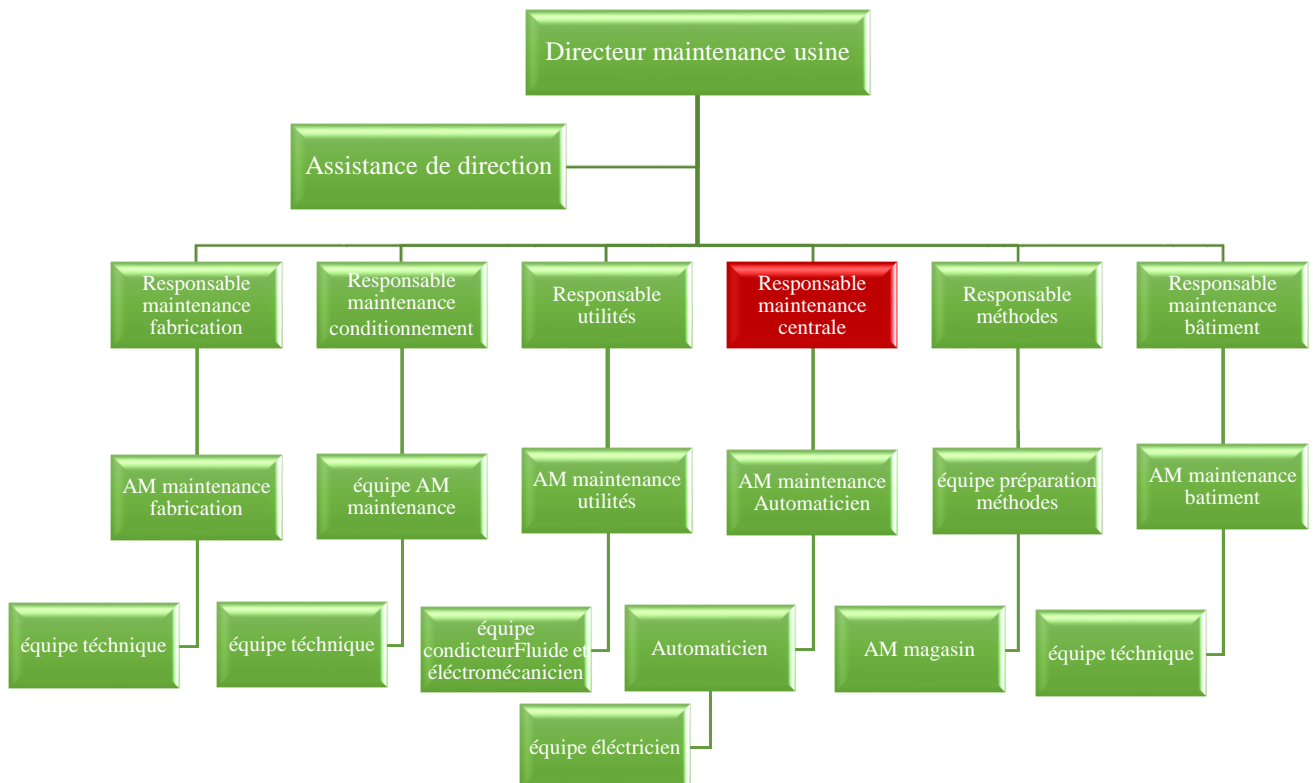 Directeur maintenance usine
Assistance de direction
Responsable
maintenance
fabrication
Responsable
maintenance
conditionnement
Responsable
utilités
Responsable
maintenance
centrale
Responsable
méthodes
Responsable
maintenance
bâtiment
AM maintenance
fabrication
équipe AM
maintenance
AM maintenance
utilités
AM maintenance
Automaticien
équipe préparation
méthodes
AM maintenance
batiment
équipe téchnique
équipe téchnique
équipe
condicteurFluide et
éléctromécanicien
Automaticien
AM magasin
équipe téchnique
équipe éléctricien